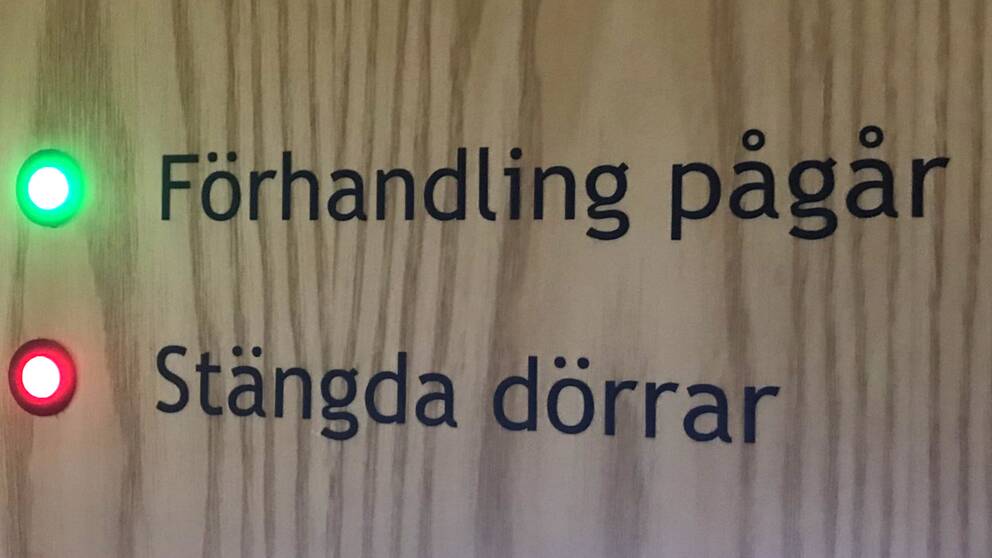 Förhandling pågår
Stängda dörrar